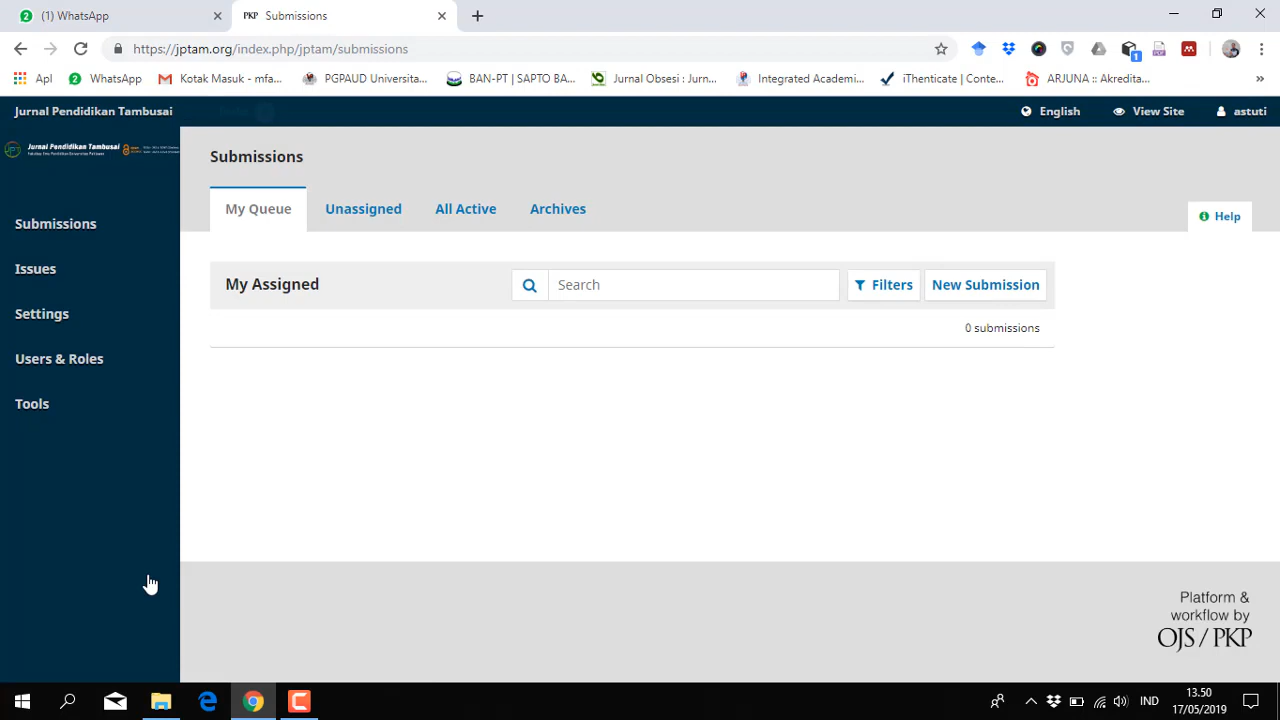 (1) WhatsApp
PKP Submissions
https://jptam.org/index.php/jptam/submissions
Apl
WhatsApp
Kotak Masuk - mfa...
PGPAUD Universita...
BAN-PT | SAPTO BA...
Jurnal Obsesi : Jurn...
Integrated Academi...
iThenticate | Conte...
ARJUNA :: Akredita...
Jurnal Pendidikan Tambusai
English
View Site
astuti
Jurnal Pendidikan Tambusai
Submissions
Issues
Settings
Users & Roles
Tools
Submissions
My Queue
Unassigned
All Active
Archives
Help
My Assigned
Search
Filters
New Submission
0 submissions
Platform &
workflow by
OJS / PKP
IND
13.50
17/05/2019